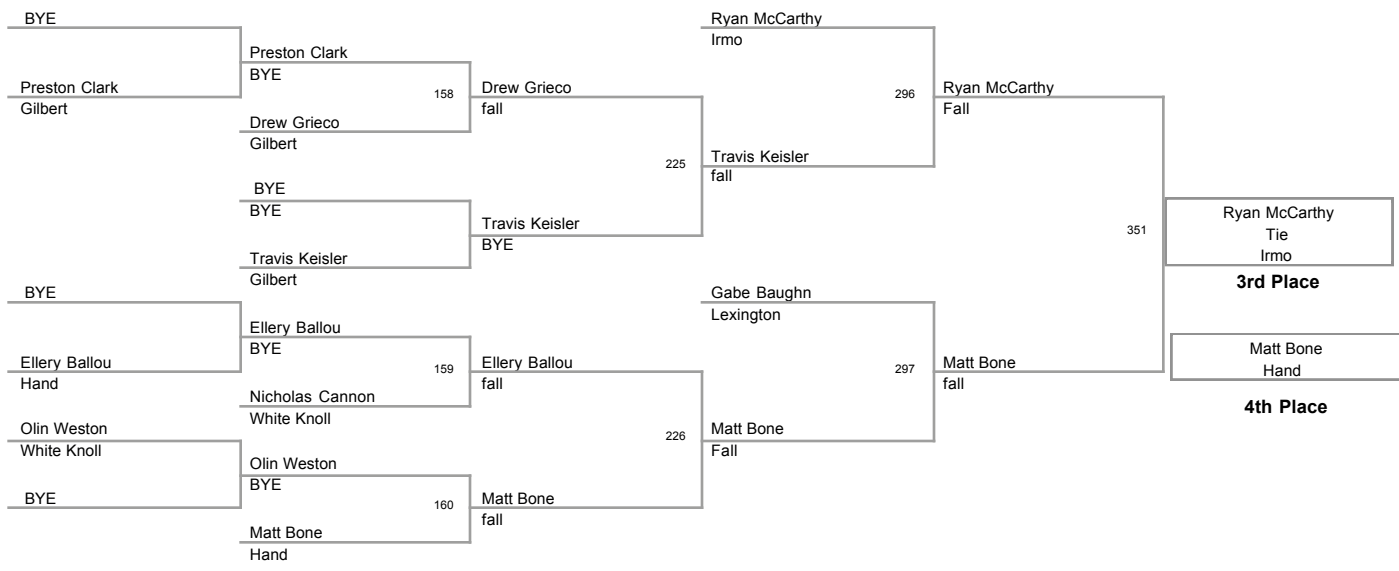 BYE
Preston Clark
Gilbert
Preston Clark
BYE
158
Drew Grieco
Gilbert
Drew Grieco
fall
BYE
BYE
Travis Keisler
Gilbert
Travis Keisler
BYE
225
Ryan McCarthy
Irmo
296
Travis Keisler
fall
Ryan McCarthy
Fall
BYE
Ellery Ballou
Hand
Ellery Ballou
BYE
159
Nicholas Cannon
White Knoll
Ellery Ballou
fall
Olin Weston
White Knoll
BYE
Olin Weston
BYE
160
Matt Bone
Hand
Matt Bone
fall
226
Gabe Baughn
Lexington
297
Matt Bone
Fall
Matt Bone
fall
351
Ryan McCarthy
Tie
Irmo
3rd Place
Matt Bone
Hand
4th Place